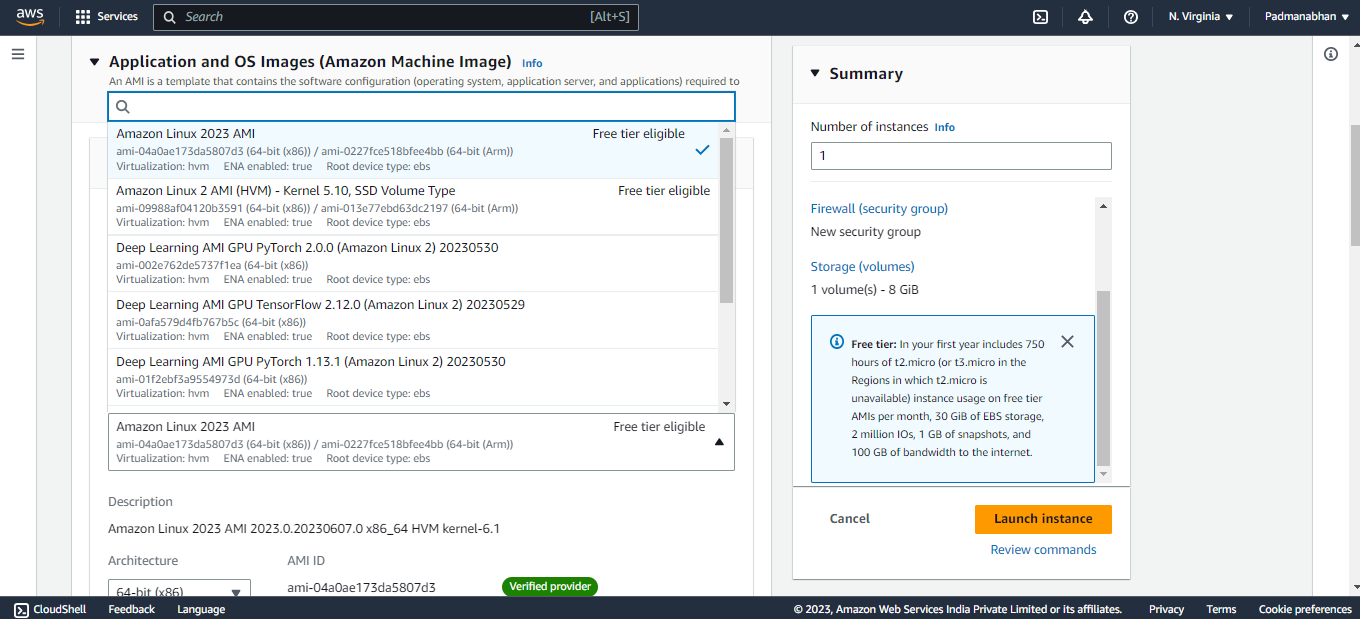 aws
Services
Search
[Alt+S]
N. Virginia
Padmanabhan
Application and OS Images (Amazon Machine Image) Info
An AMI is a template that contains the software configuration (operating system, application server, and applications) required to
Amazon Linux 2023 AMI
Free tier eligible
ami-04a0ae173da5807d3 (64-bit (x86)) / ami-0227fce518bfee4bb (64-bit (Arm))
Virtualization: hvm ENA enabled: true Root device type: ebs
Amazon Linux 2 AMI (HVM) - Kernel 5.10, SSD Volume Type
Free tier eligible
ami-09988af04120b3591 (64-bit (x86)) / ami-013e77ebd63dc2197 (64-bit (Arm))
Virtualization: hvm ENA enabled: true Root device type: ebs
Deep Learning AMI GPU PyTorch 2.0.0 (Amazon Linux 2) 20230530
ami-002e762de5737f1ea (64-bit (x86))
Virtualization: hvm ENA enabled: true Root device type: ebs
Deep Learning AMI GPU TensorFlow 2.12.0 (Amazon Linux 2) 20230529
ami-0afa579d4fb767b5c (64-bit (x86))
Virtualization: hvm ENA enabled: true Root device type: ebs
Deep Learning AMI GPU PyTorch 1.13.1 (Amazon Linux 2) 20230530
ami-01f2ebf3a9554973d (64-bit (x86))
Virtualization: hvm ENA enabled: true Root device type: ebs
Amazon Linux 2023 AMI
Free tier eligible
ami-04a0ae173da5807d3 (64-bit (x86)) / ami-0227fce518bfee4bb (64-bit (Arm))
Virtualization: hvm ENA enabled: true Root device type: ebs
Description
Amazon Linux 2023 AMI 2023.0.20230607.0 x86_64 HVM kernel-6.1
Architecture
AMI ID
64-bit (x86)
ami-04a0ae173da5807d3
Verified provider
Summary
Number of instances Info
1
Firewall (security group)
New security group
Storage (volumes)
1 volume(s) - 8 GiB
Free tier: In your first year includes 750
hours of t2.micro (or t3.micro in the
Regions in which t2.micro is
unavailable) instance usage on free tier
AMIs per month, 30 GiB of EBS storage,
2 million IOs, 1 GB of snapshots, and
100 GB of bandwidth to the internet.
Cancel
Launch instance
Review commands
CloudShell
Feedback
Language
© 2023, Amazon Web Services India Private Limited or its affiliates.
Privacy
Terms
Cookie preferences